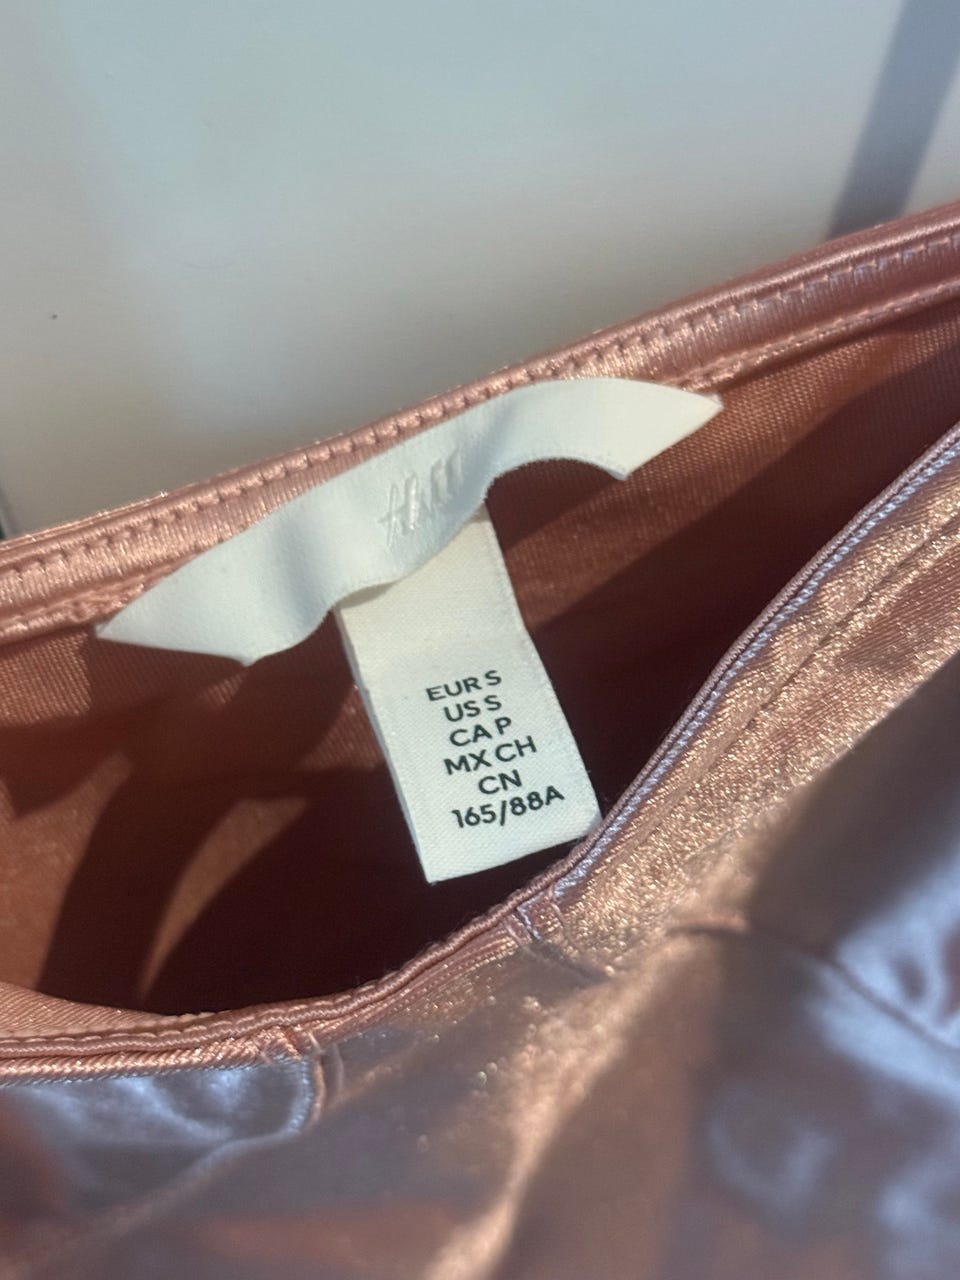 H&M
EUR S
US S
CA P
MX CH
CN
165/88A